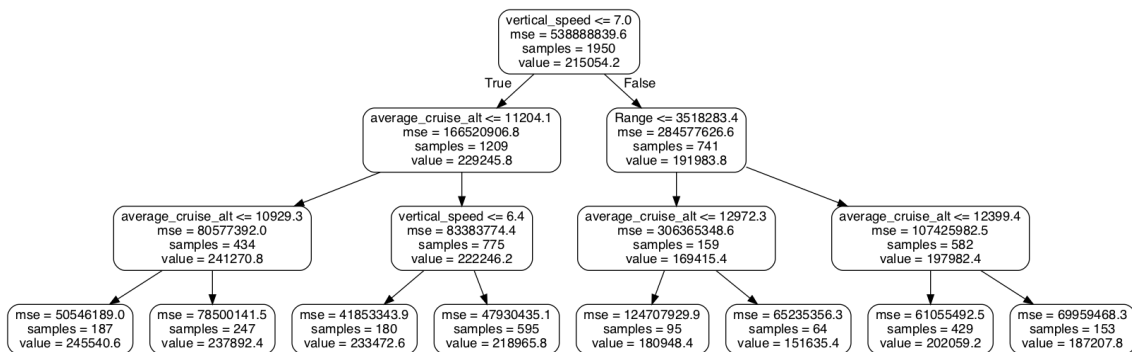 vertical_speed <= 7.0
mse = 538888839.6
samples = 1950
value = 215054.2
True
False
average_cruise_alt <= 11204.1
mse = 166520906.8
samples = 1209
value = 229245.8
Range <= 3518283.4
mse = 284577626.6
samples = 741
value = 191983.8
average_cruise_alt <= 10929.3
mse = 80577392.0
samples = 434
value = 241270.8
vertical_speed <= 6.4
mse = 83383774.4
samples = 775
value = 222246.2
average_cruise_alt <= 12972.3
mse = 306365348.6
samples = 159
value = 169415.4
average_cruise_alt <= 12399.4
mse = 107425982.5
samples = 582
value = 197982.4
mse = 50546189.0
samples = 187
value = 245540.6
mse = 78500141.5
samples = 247
value = 237892.4
mse = 41853343.9
samples = 180
value = 233472.6
mse = 47930435.1
samples = 595
value = 218965.8
mse = 124707929.9
samples = 95
value = 180948.4
mse = 65235356.3
samples = 64
value = 151635.4
mse = 61055492.5
samples = 429
value = 202059.2
mse = 69959468.3
samples = 153
value = 187207.8